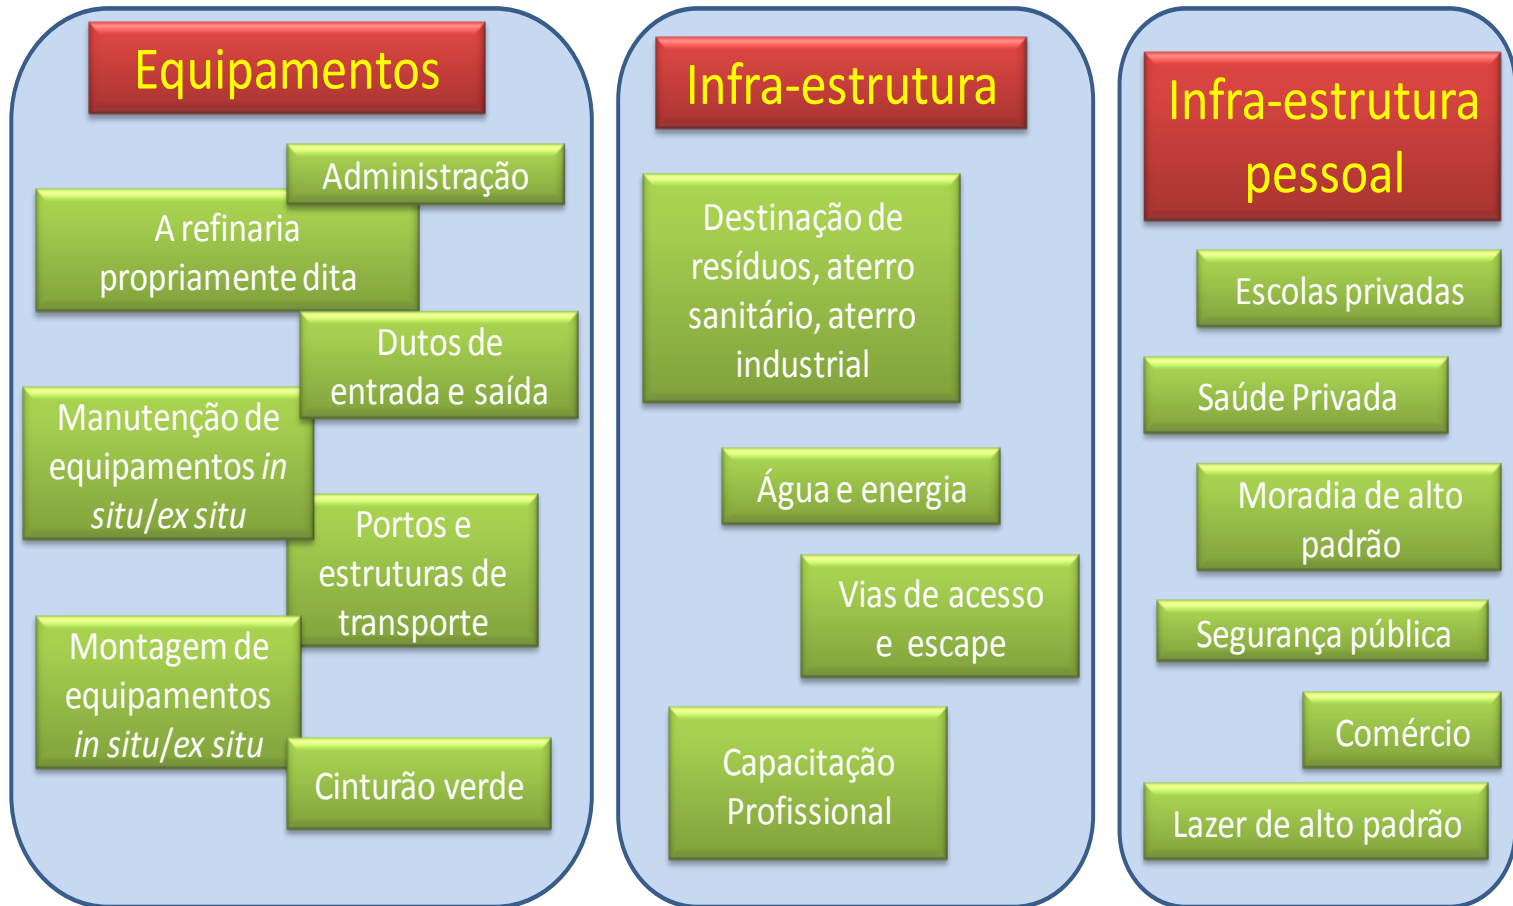 Equipamentos
Administração
A refinaria
propriamente dita
Dutos de
entrada e saída
Manutenção de
equipamentos in
situ/ex situ
Portos e
estruturas de
transporte
Montagem de
equipamentos
in situ/ex situ
Cinturão verde
Infra-estrutura
Destinação de
resíduos, aterro
sanitário, aterro
industrial
Água e energia
Vias de acesso
e escape
Capacitação
Profissional
Infra-estrutura
pessoal
Escolas privadas
Saúde Privada
Moradia de alto
padrão
Segurança pública
Comércio
Lazer de alto padrão